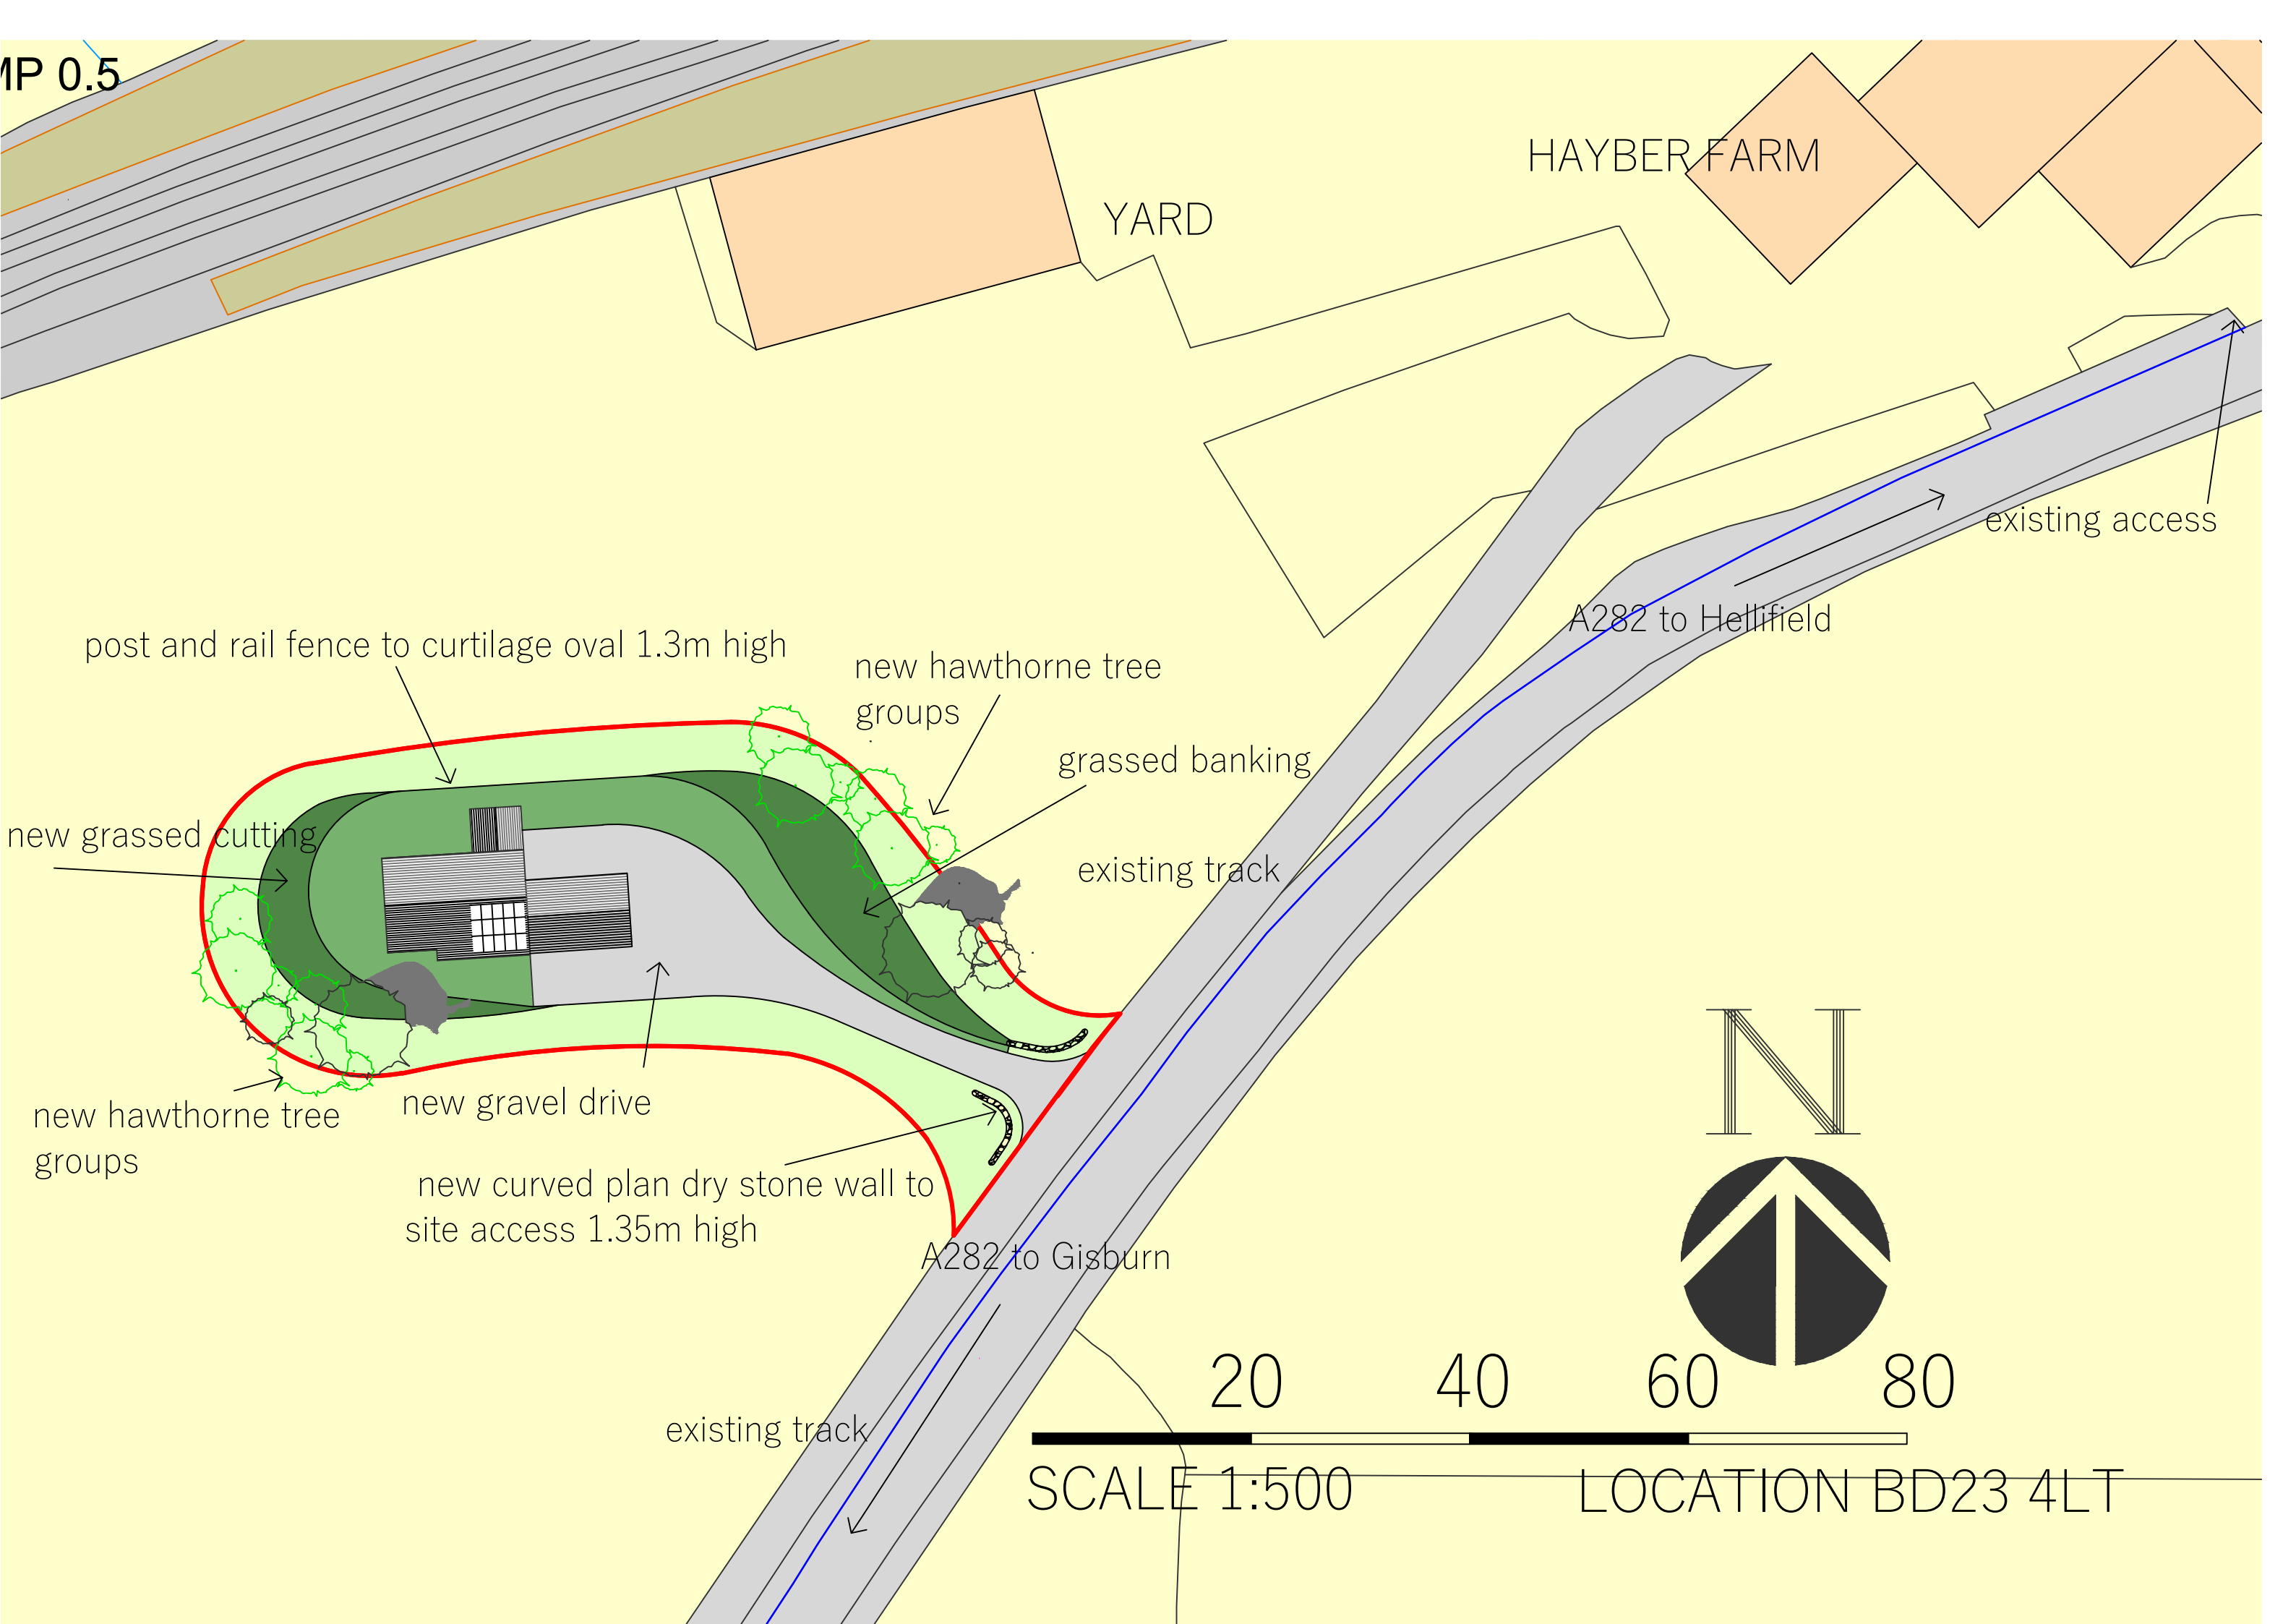 MP 0.5
HAYBER FARM
YARD
existing access
A282 to Hellifield
post and rail fence to curtilage oval 1.3m high
new hawthorne tree
groups
grassed banking
new grassed cutting
existing track
new hawthorne tree
groups
new gravel drive
new curved plan dry stone wall to
site access 1.35m high
A282 to Gisburn
N
20 40 60 80
existing track
SCALE 1:500
LOCATION BD23 4LT